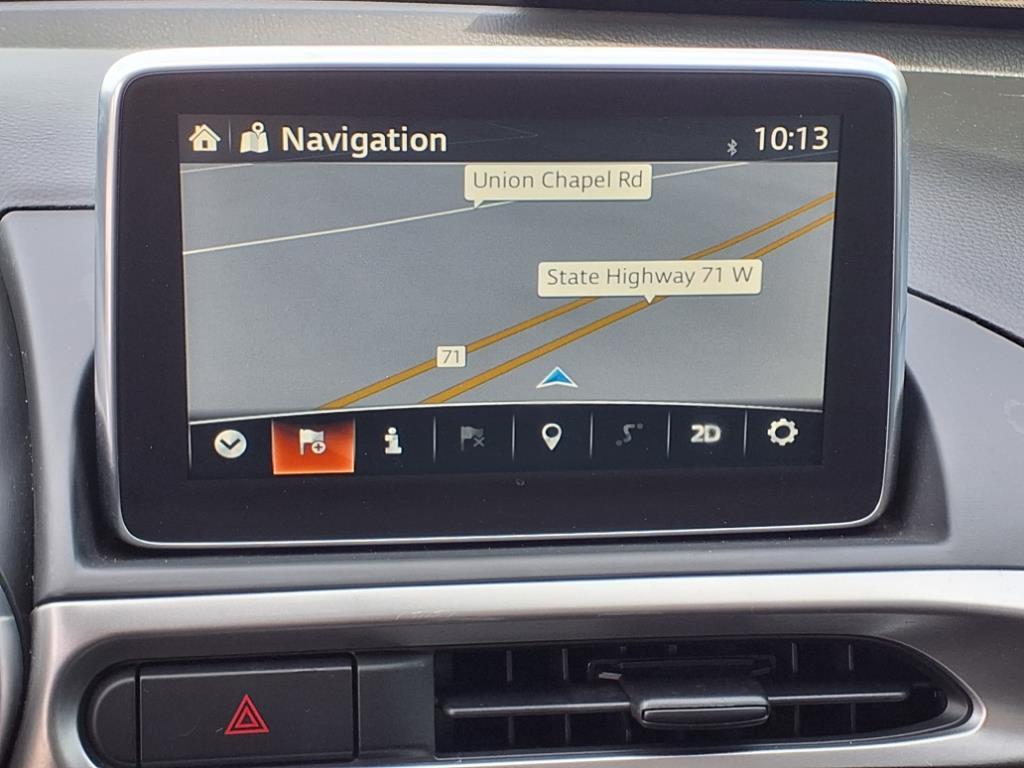 Navigation
10:13
Union Chapel Rd
State Highway 71 W
71
2D